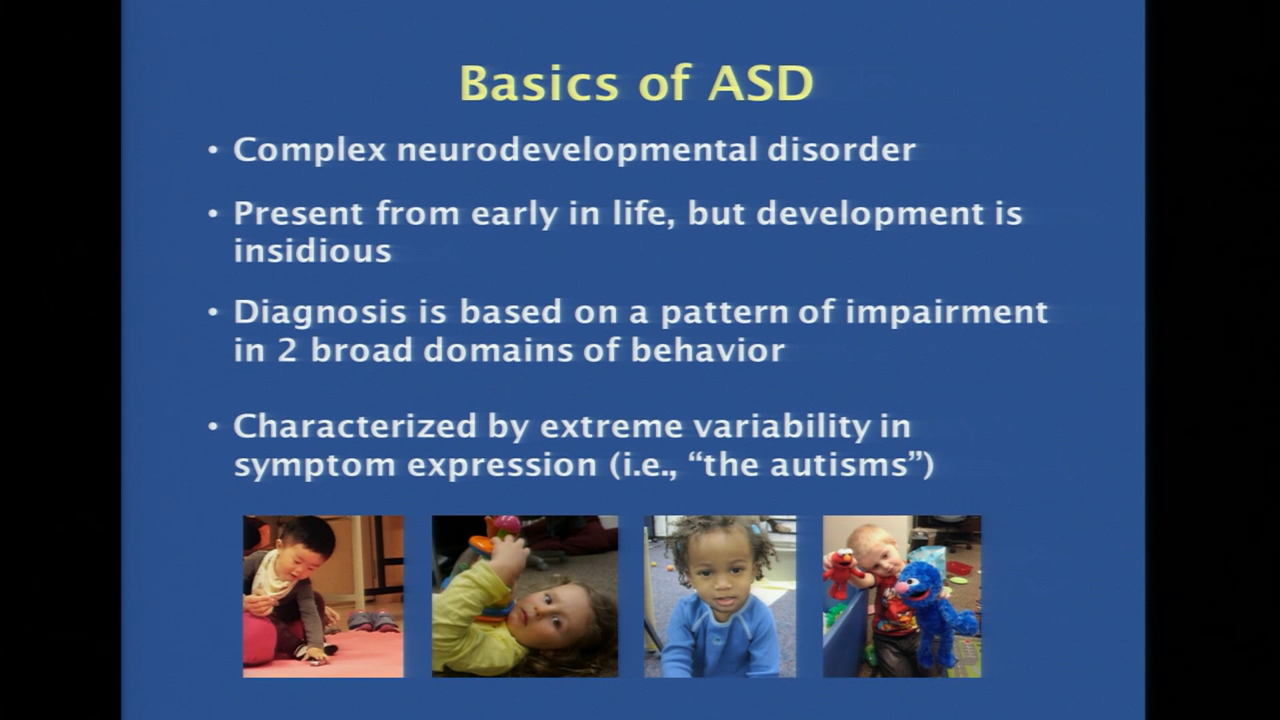 Basics of ASD
• Complex neurodevelopmental disorder
• Present from early in life, but development is
insidious
• Diagnosis is based on a pattern of impairment
in 2 broad domains of behavior
• Characterized by extreme variability in
symptom expression (i.e., “the autisms”)